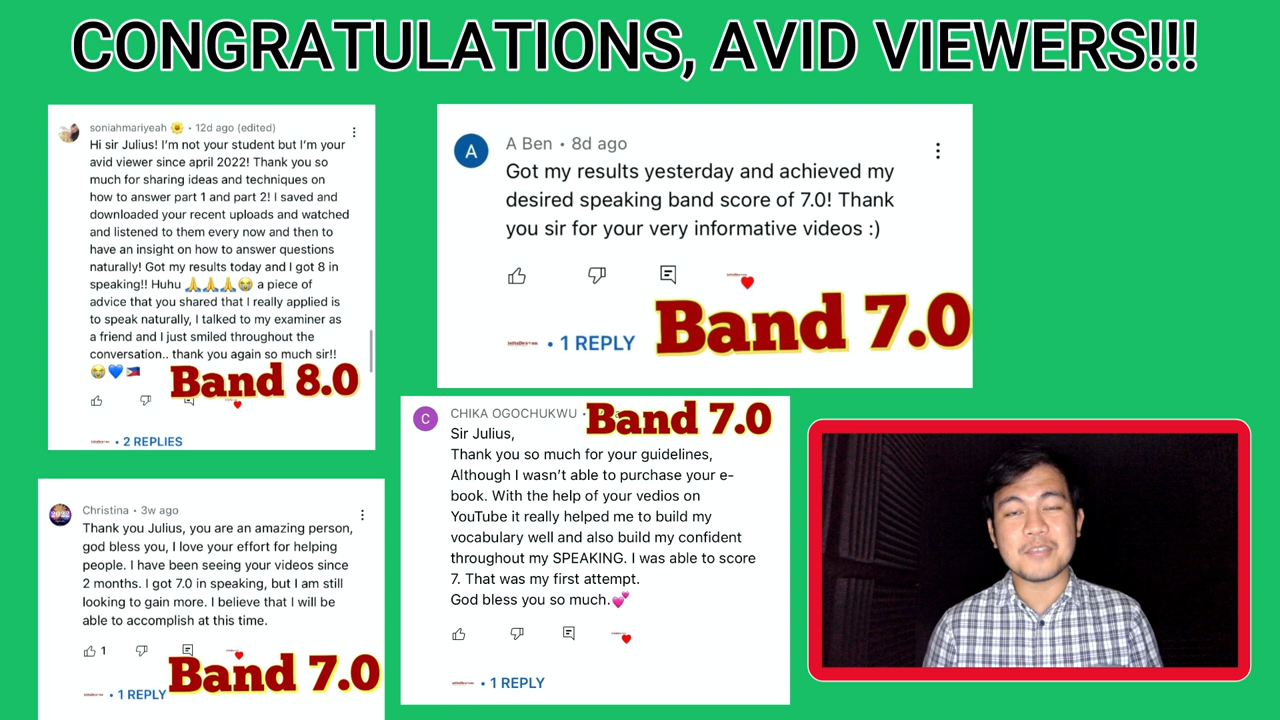 CONGRATULATIONS, AVID VIEWERS!!!
soniahmariyeah 🌼 • 12d ago (edited)
Hi sir Julius! I'm not your student but I'm your
avid viewer since april 2022! Thank you so
much for sharing ideas and techniques on
how to answer part 1 and part 2! I saved and
downloaded your recent uploads and watched
and listened to them every now and then to
have an insight on how to answer questions
naturally! Got my results today and I got 8 in
speaking!! Huhu 🙏🙏🙏😭 a piece of
advice that you shared that I really applied is
to speak naturally, I talked to my examiner as
a friend and I just smiled throughout the
conversation.. thank you again so much sir!!
😭💙🇵🇭
Band 8.0
• 2 REPLIES
A
A Ben • 8d ago
Got my results yesterday and achieved my
desired speaking band score of 7.0! Thank
you sir for your very informative videos :)
Band 7.0
• 1 REPLY
2022
Christina • 3w ago
Thank you Julius, you are an amazing person,
god bless you, I love your effort for helping
people. I have been seeing your videos since
2 months. I got 7.0 in speaking, but I am still
looking to gain more. I believe that I will be
able to accomplish at this time.
1
Band 7.0
• 1 REPLY
C
CHIKA OGOCHUKWU •
Band 7.0
Sir Julius,
Thank you so much for your guidelines,
Although I wasn't able to purchase your e-
book. With the help of your vedios on
YouTube it really helped me to build my
vocabulary well and also build my confident
throughout my SPEAKING. I was able to score
7. That was my first attempt.
God bless you so much.💕
• 1 REPLY